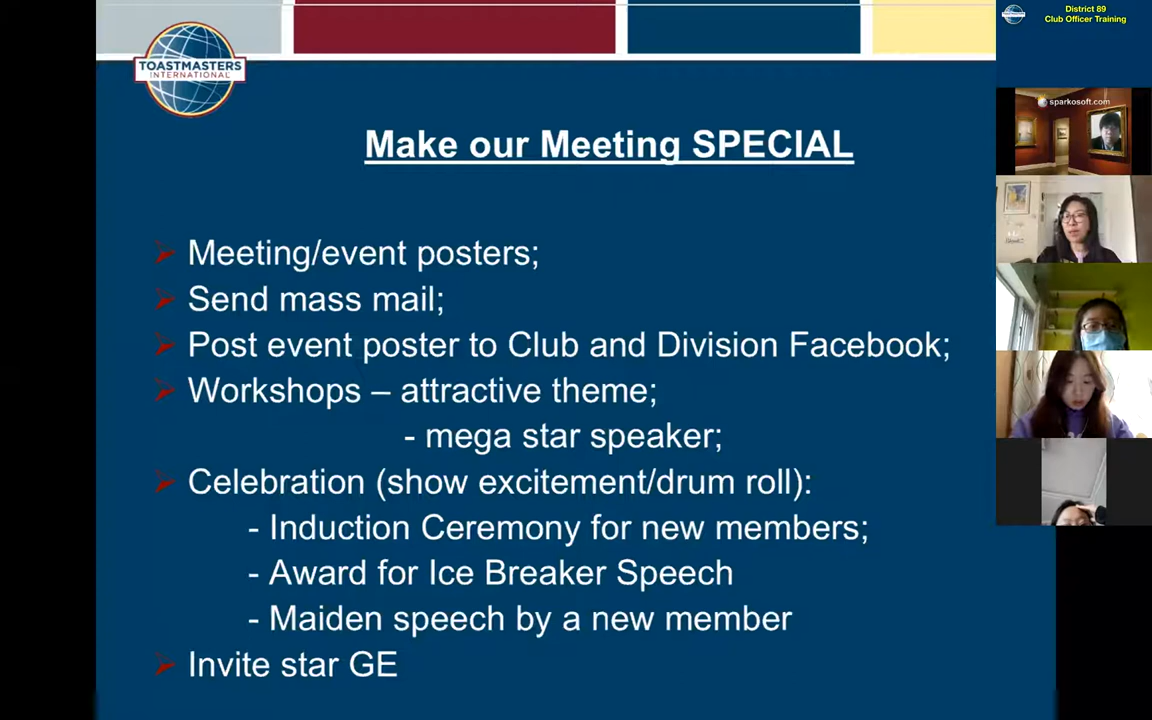 TOASTMASTERS
INTERNATIONAL
District 89
Club Officer Training
sparkosoft.com
Make our Meeting SPECIAL
Meeting/event posters;
Send mass mail;
Post event poster to Club and Division Facebook;
Workshops – attractive theme;
- mega star speaker;
Celebration (show excitement/drum roll):
- Induction Ceremony for new members;
- Award for Ice Breaker Speech
- Maiden speech by a new member
Invite star GE